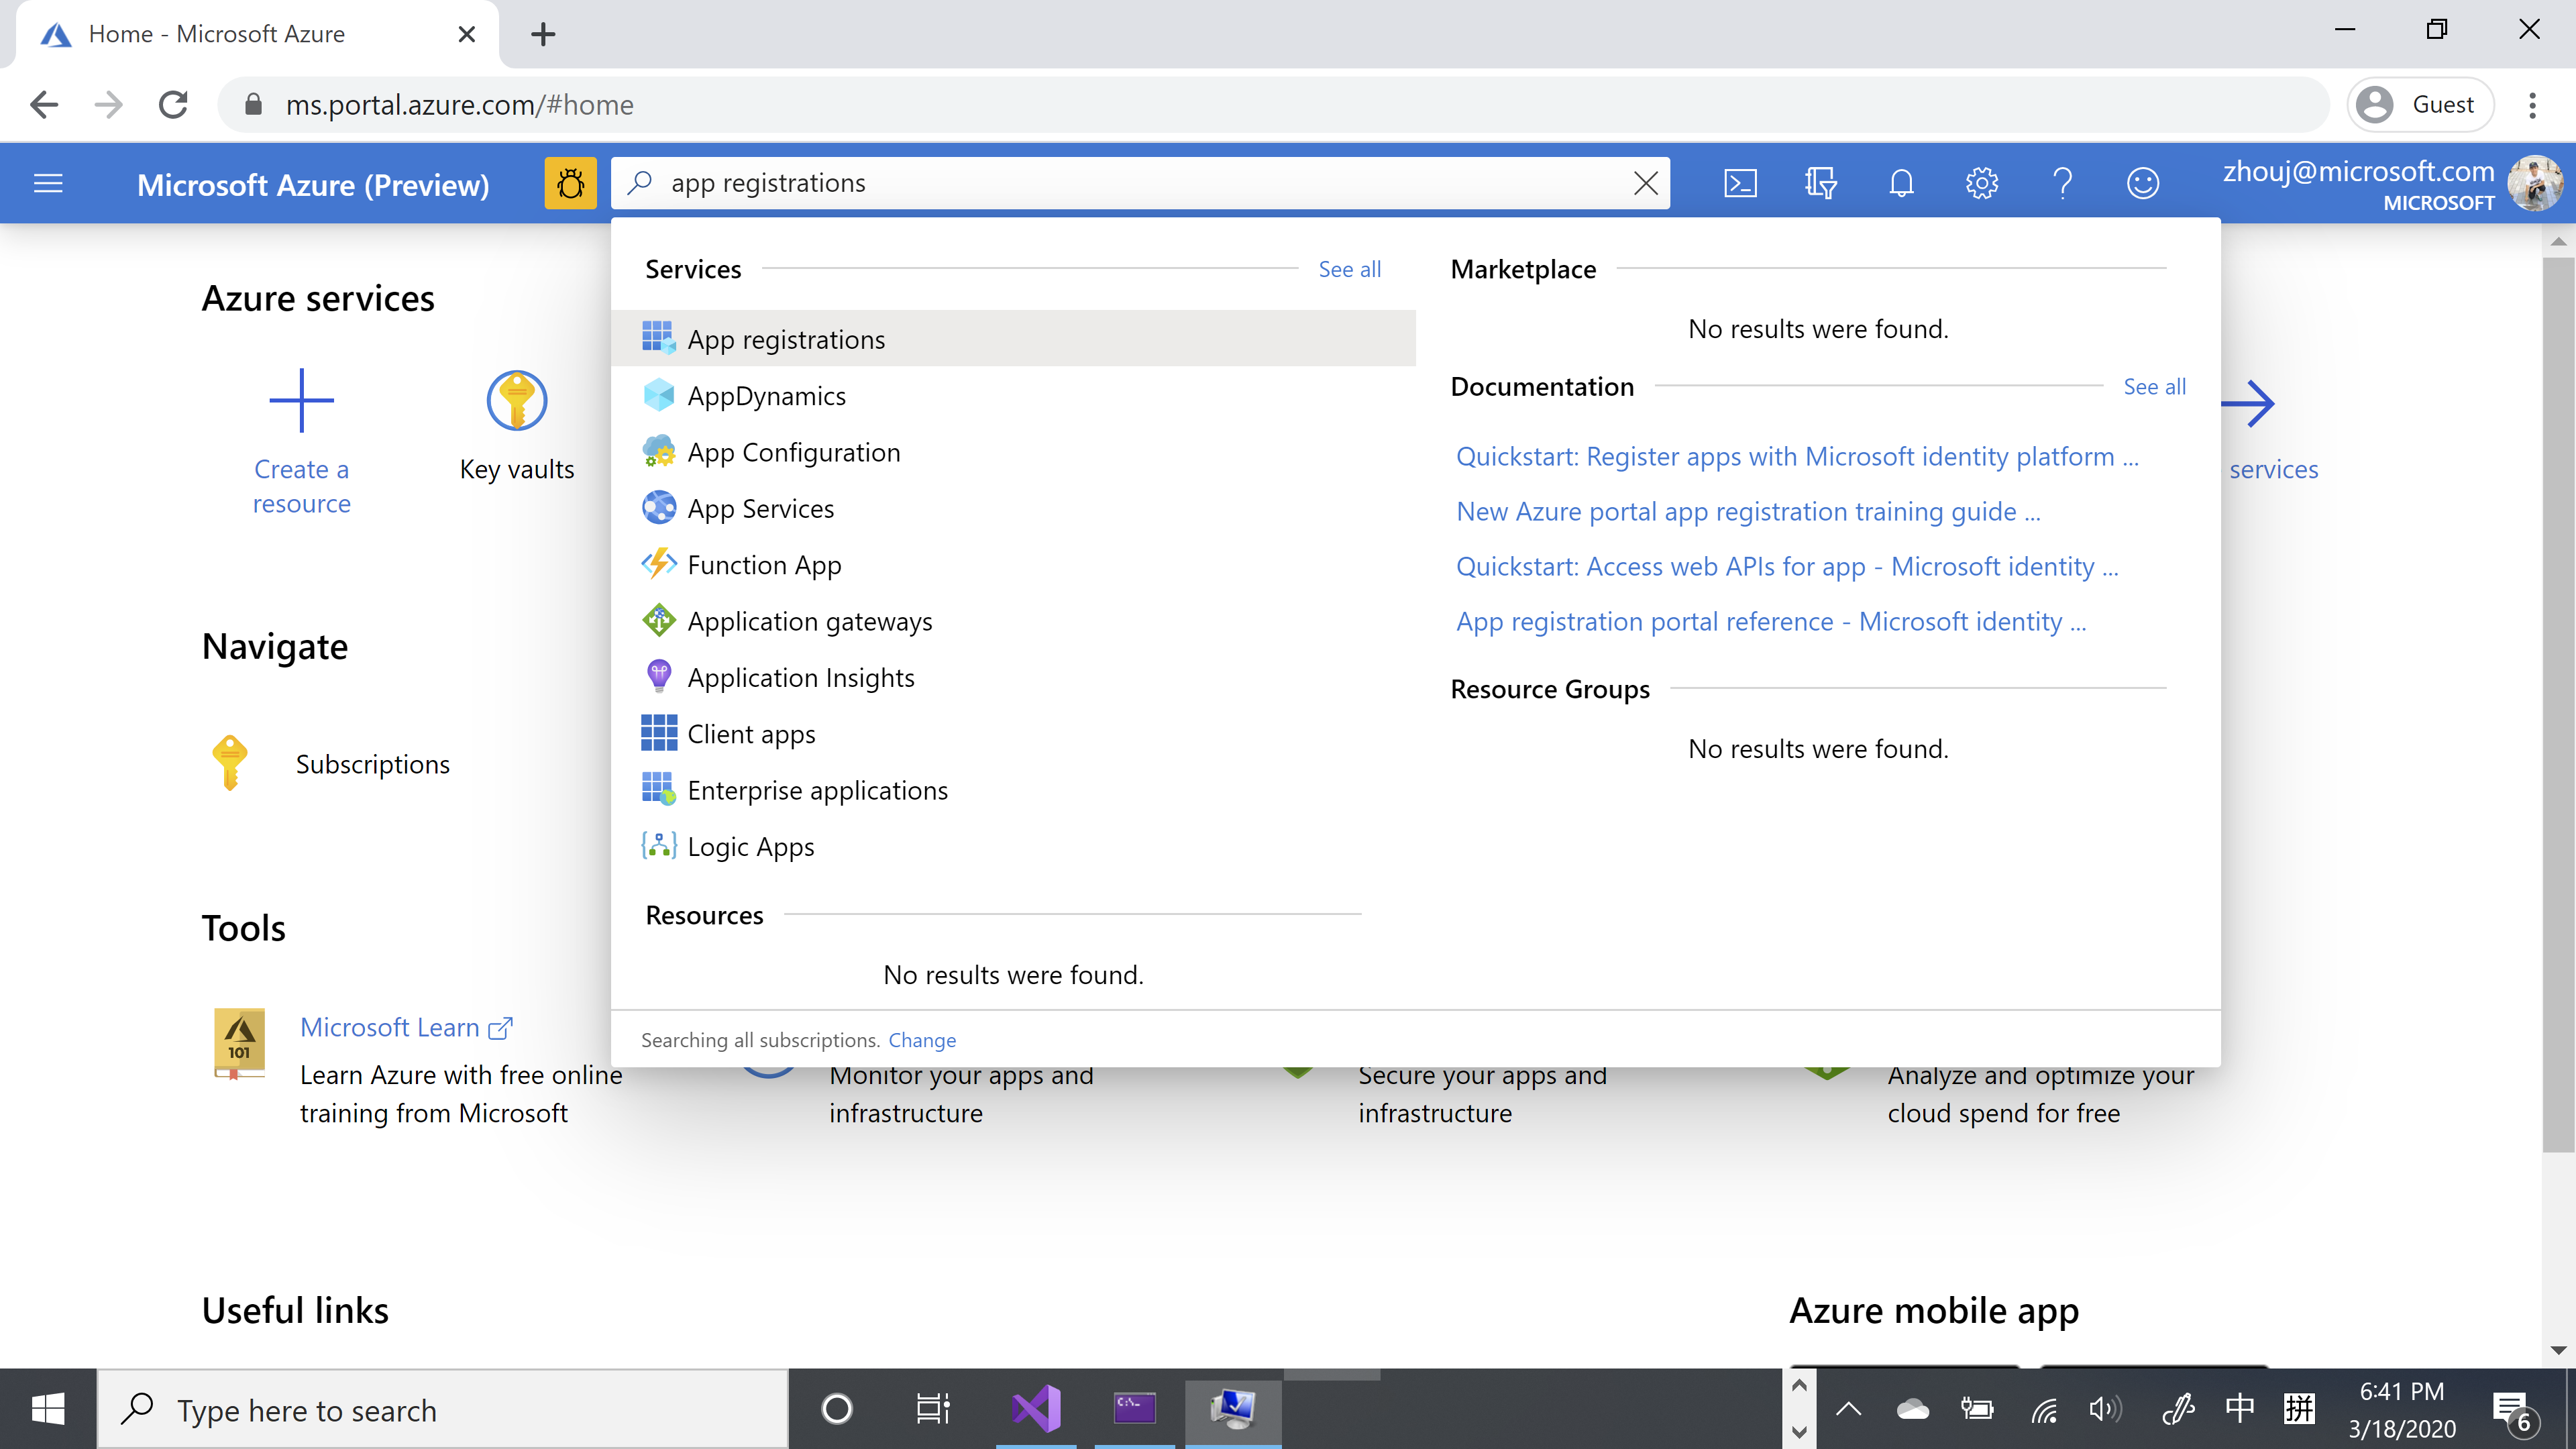 Home - Microsoft Azure
ms.portal.azure.com/#home
Guest
Microsoft Azure (Preview)
app registrations
zhouj@microsoft.com
MICROSOFT
Azure services
Create a
resource
Key vaults
services
Navigate
Subscriptions
Tools
101
Microsoft Learn
Learn Azure with free online
training from Microsoft
Services
See all
App registrations
AppDynamics
App Configuration
App Services
Function App
Application gateways
Application Insights
Client apps
Enterprise applications
Logic Apps
Resources
No results were found.
Marketplace
No results were found.
Documentation
See all
Quickstart: Register apps with Microsoft identity platform ...
New Azure portal app registration training guide ...
Quickstart: Access web APIs for app - Microsoft identity ...
App registration portal reference - Microsoft identity ...
Resource Groups
No results were found.
Searching all subscriptions. Change
Monitor your apps and
infrastructure
Secure your apps and
infrastructure
Analyze and optimize your
cloud spend for free
Useful links
Azure mobile app
Type here to search
C:\_
中
拼
6:41 PM
3/18/2020
6